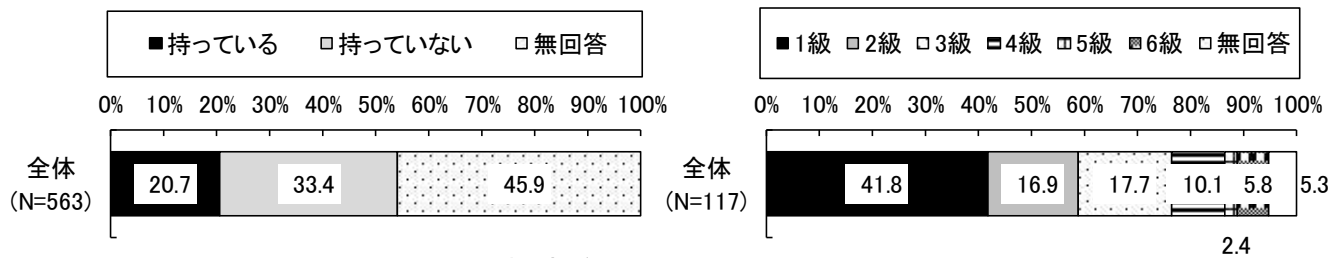 ■持っている □持っていない □無回答
0% 10% 20% 30% 40% 50% 60% 70% 80% 90% 100%
全体
(N=563)
20.7 33.4 45.9
■1級 ■2級 □3級 ■4級 □5級 ■6級 □無回答
0% 10% 20% 30% 40% 50% 60% 70% 80% 90% 100%
全体
(N=117)
41.8 16.9 17.7 10.1 5.8 5.3
2.4